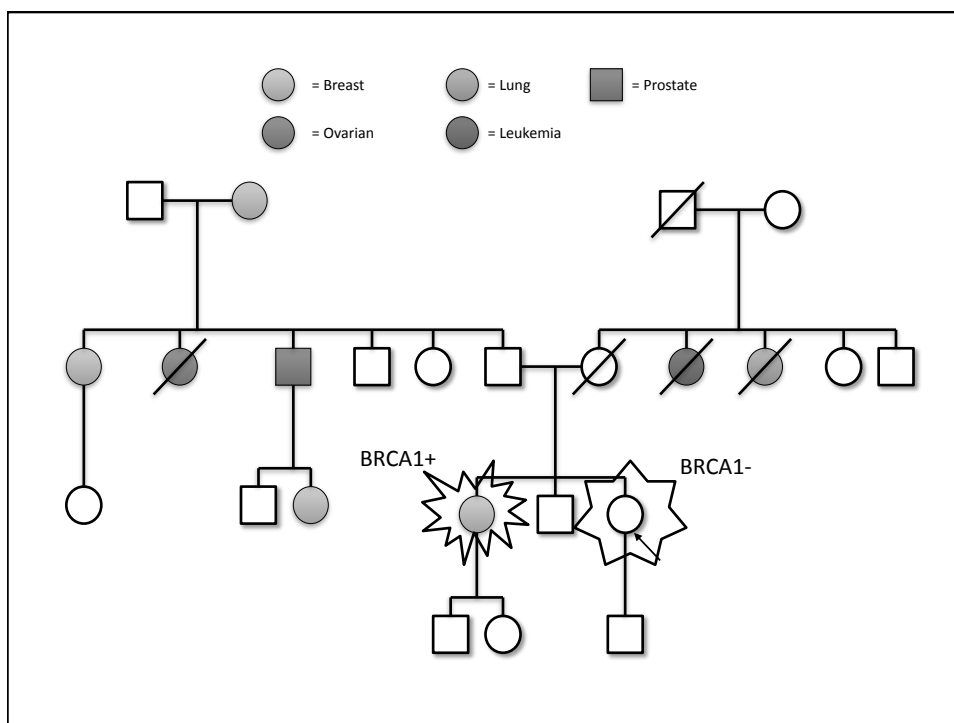 = Breast
= Lung
= Prostate
= Ovarian
= Leukemia
BRCA1+
BRCA1-